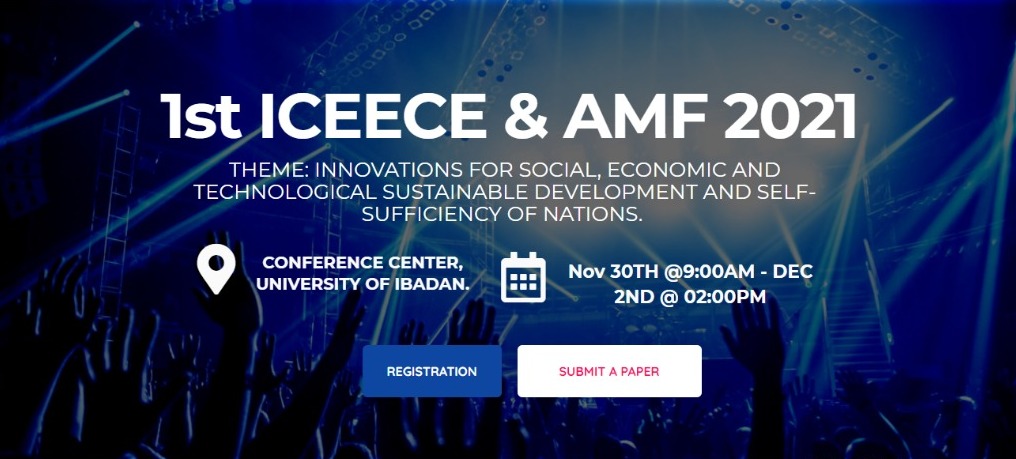 1st ICEECE & AMF 2021
THEME: INNOVATIONS FOR SOCIAL, ECONOMIC AND
TECHNOLOGICAL SUSTAINABLE DEVELOPMENT AND SELF-
SUFFICIENCY OF NATIONS.
CONFERENCE CENTER,
UNIVERSITY OF IBADAN.
Nov 30TH @9:00AM - DEC
2ND @ 02:00PM
REGISTRATION
SUBMIT A PAPER